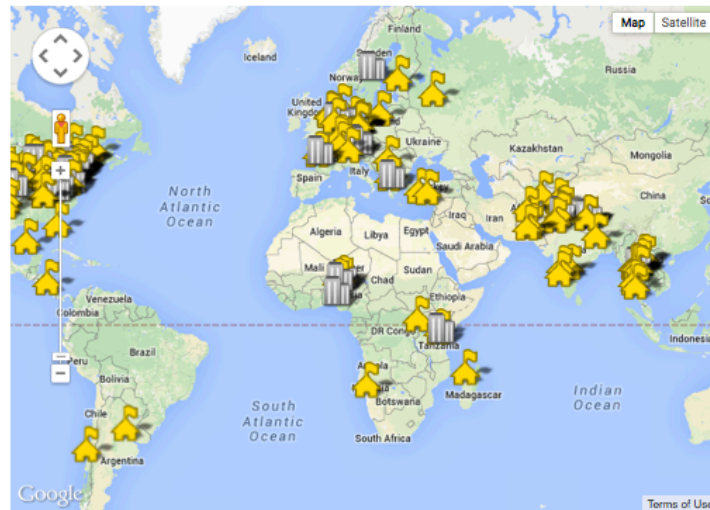 Map
Satellite
Finland
Iceland
Sweden
Russia
Norway
United
Kingdom
Ukraine
Kazakhstan
Mongolia
Italy
Spain
North
Atlantic
Ocean
China
Iraq
Iran
Algeria
Libya
Egypt
Saudi Arabia
Mali
Chad
Sudan
Venezuela
Colombia
Ethiopia
DR Congo
Indonesi
Tanzania
Peru
Brazil
Angola
Bolivia
Botswana
Madagascar
Indian
Ocean
South
Atlantic
Ocean
Chile
South Africa
Argentina
Google
Terms of Use